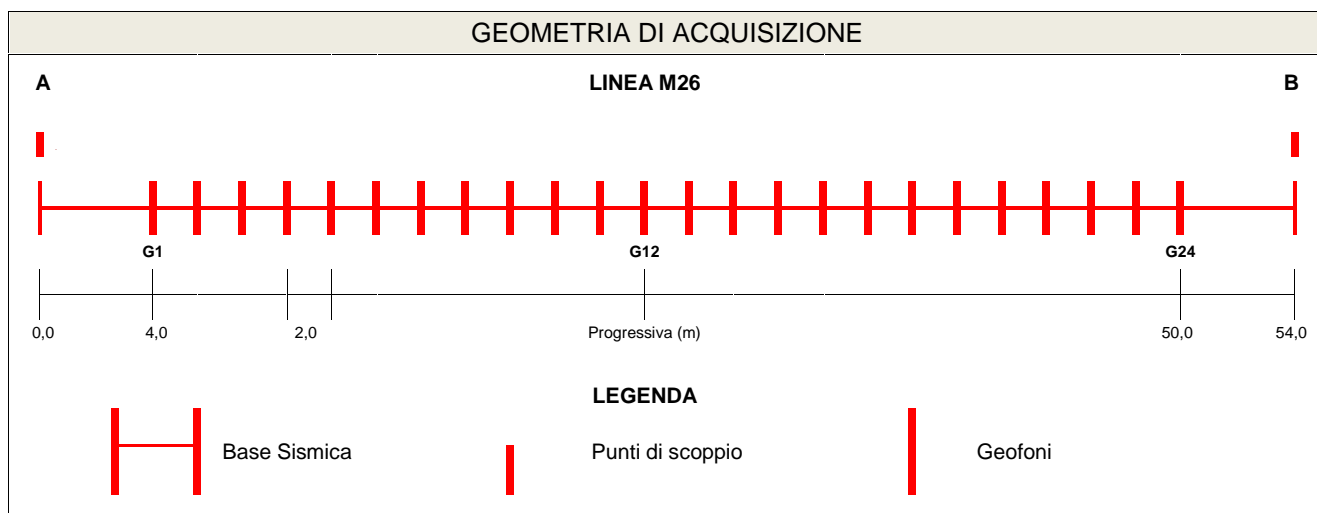 GEOMETRIA DI ACQUISIZIONE
A LINEA M26 B
G1 G12 G24
0,0 4,0 2,0 Progressiva (m) 50,0 54,0
LEGENDA
Base Sismica Punti di scoppio Geofoni